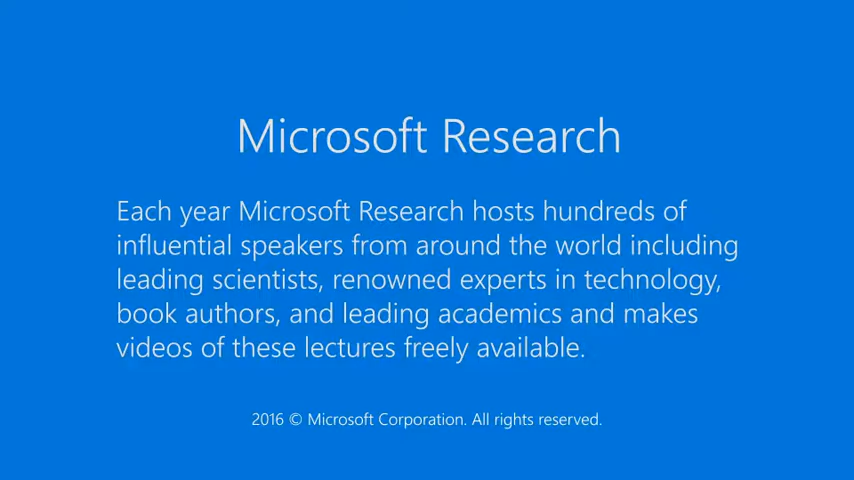 Microsoft Research
Each year Microsoft Research hosts hundreds of
influential speakers from around the world including
leading scientists, renowned experts in technology,
book authors, and leading academics and makes
videos of these lectures freely available.
2016 © Microsoft Corporation. All rights reserved.